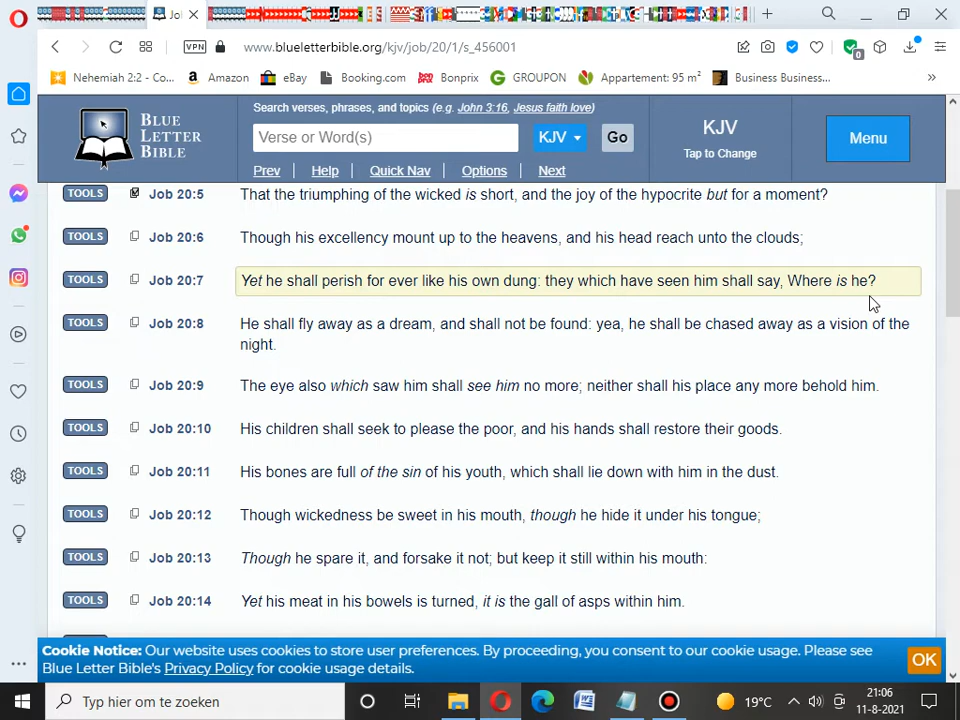 Jol
www.blueletterbible.org/kjv/job/20/1/s_456001
VPN
0
Nehemiah 2:2 - Co...
Amazon
eBay
Booking.com
Bonprix
GROUPON
Appartement: 95 m²
Business Business...
»
BLUE
LETTER
BIBLE
Search verses, phrases, and topics (e.g. John 3:16, Jesus faith love)
Verse or Word(s)
KJV
Go
Prev | Help | Quick Nav | Options | Next
KJV
Tap to Change
Menu
TOOLS Job 20:5 That the triumphing of the wicked is short, and the joy of the hypocrite but for a moment?
TOOLS Job 20:6 Though his excellency mount up to the heavens, and his head reach unto the clouds;
TOOLS Job 20:7 Yet he shall perish for ever like his own dung: they which have seen him shall say, Where is he?
TOOLS Job 20:8 He shall fly away as a dream, and shall not be found: yea, he shall be chased away as a vision of the
night.
TOOLS Job 20:9 The eye also which saw him shall see him no more; neither shall his place any more behold him.
TOOLS Job 20:10 His children shall seek to please the poor, and his hands shall restore their goods.
TOOLS Job 20:11 His bones are full of the sin of his youth, which shall lie down with him in the dust.
TOOLS Job 20:12 Though wickedness be sweet in his mouth, though he hide it under his tongue;
TOOLS Job 20:13 Though he spare it, and forsake it not; but keep it still within his mouth:
TOOLS Job 20:14 Yet his meat in his bowels is turned, it is the gall of asps within him.
Cookie Notice: Our website uses cookies to store user preferences. By proceeding, you consent to our cookie usage. Please see
Blue Letter Bible's Privacy Policy for cookie usage details.
OK
Typ hier om te zoeken
19°C
21:06
11-8-2021